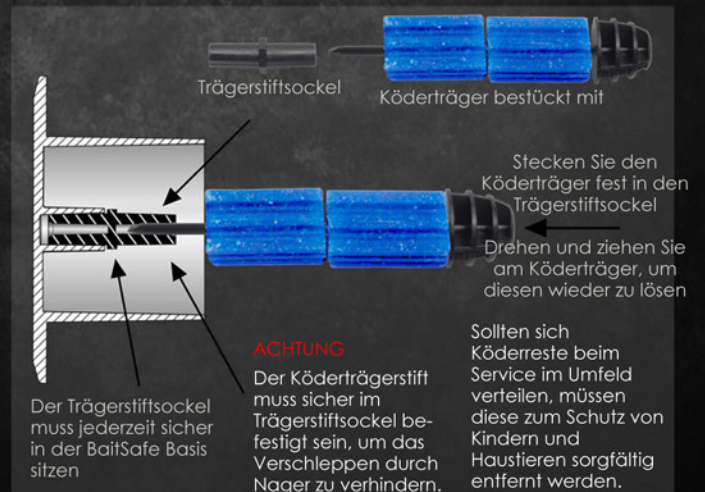 Trägerstiftsockel
Köderträger bestückt mit
Stecken Sie den
Köderträger fest in den
Trägerstiftsockel
Drehen und ziehen Sie
am Köderträger, um
diesen wieder zu lösen
Der Trägerstiftsockel
muss jederzeit sicher
in der BaitSafe Basis
sitzen
ACHTUNG
Der Köderträgerstift
muss sicher im
Trägerstiftsockel be-
festigt sein, um das
Verschleppen durch
Nager zu verhindern.
Sollten sich
Köderreste beim
Service im Umfeld
verteilen, müssen
diese zum Schutz von
Kindern und
Haustieren sorgfältig
entfernt werden.